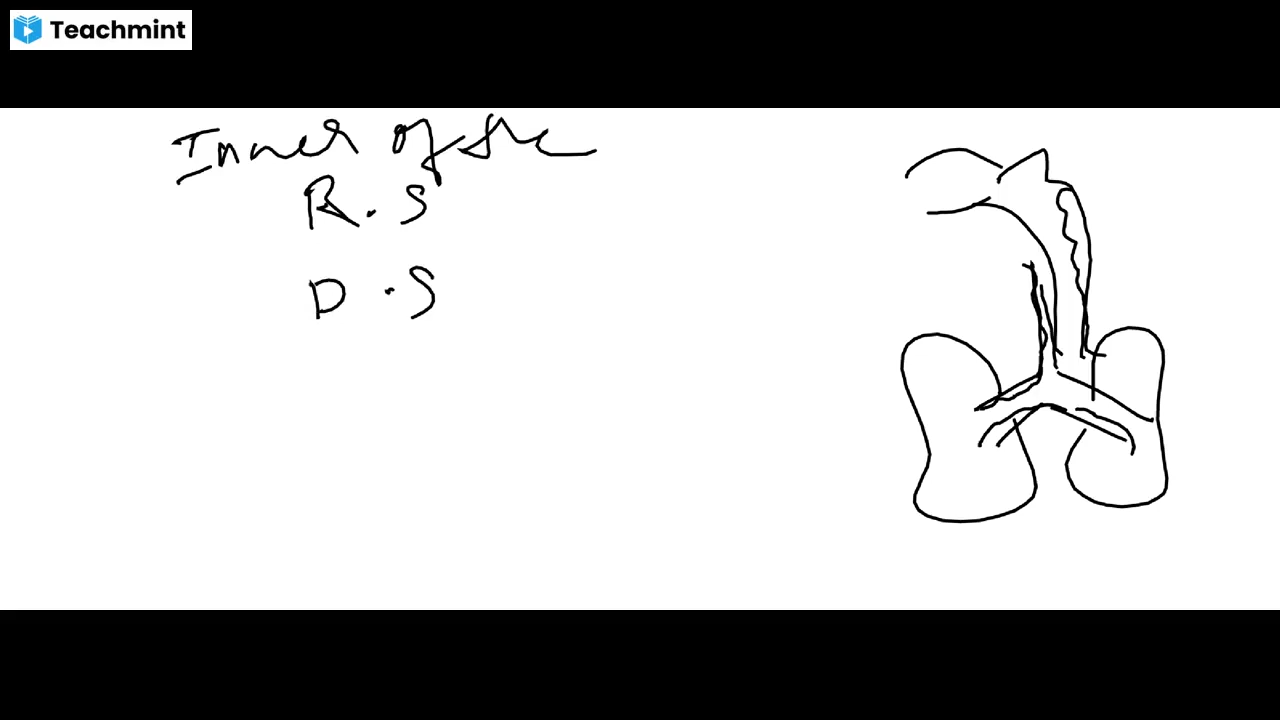 Teachmint
Inner of the
R. S
D. S